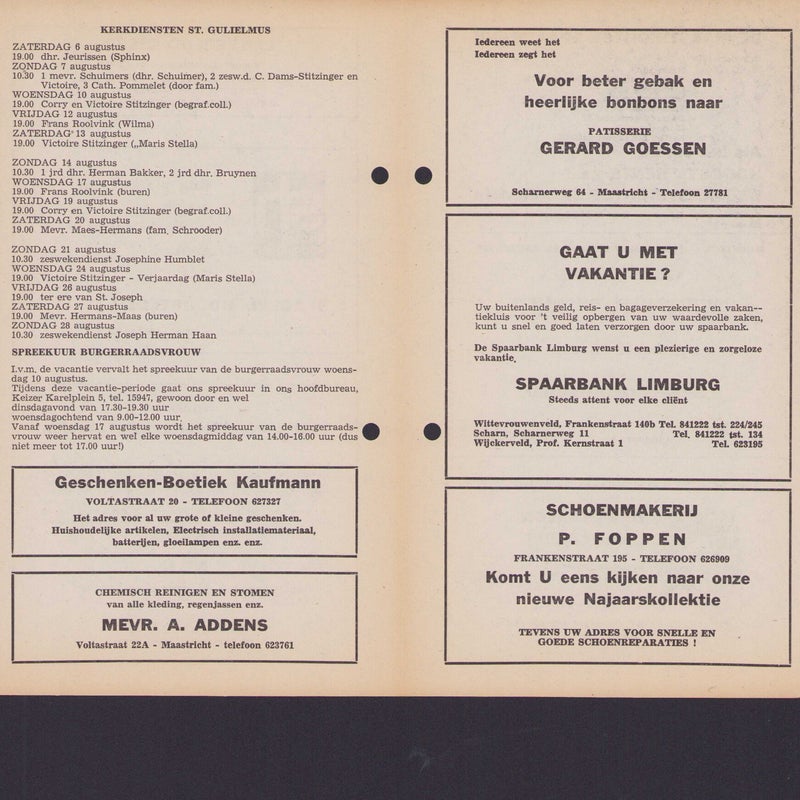 KERKDIENSTEN ST. GULIELMUS
ZATERDAG 6 augustus
19.00 dhr. Jeurissen (Sphinx)
ZONDAG 7 augustus
10.30 1 mevr. Schuimers (dhr. Schuimer), 2 zesw.d. C. Dams-Stitzinger en
Victoire, 3 Cath. Pommelet (door fam.)
WOENSDAG 10 augustus
19.00 Corry en Victoire Stitzinger (begraf.coll.)
VRIJDAG 12 augustus
19.00 Frans Roolvink (Wilma)
ZATERDAG 13 augustus
19.00 Victoire Stitzinger („Maris Stella)
ZONDAG 14 augustus
10.30 1 jrd dhr. Herman Bakker, 2 jrd dhr. Bruynen
WOENSDAG 17 augustus
19.00 Frans Roolvink (buren)
VRIJDAG 19 augustus
19.00 Corry en Victoire Stitzinger (begraf.coll.)
ZATERDAG 20 augustus
19.00 Mevr. Maes-Hermans (fam. Schrooder)
ZONDAG 21 augustus
10.30 zeswekendienst Josephine Humblet
WOENSDAG 24 augustus
19.00 Victoire Stitzinger - Verjaardag (Maris Stella)
VRIJDAG 26 augustus
19.00 ter ere van St. Joseph
ZATERDAG 27 augustus
19.00 Mevr. Hermans-Maas (buren)
ZONDAG 28 augustus
10.30 zeswekendienst Joseph Herman Haan
SPREEKUUR BURGERRAADSVROUW
I.v.m. de vacantie vervalt het spreekuur van de burgerraadsvrouw woens-
dag 10 augustus.
Tijdens deze vacantie-periode gaat ons spreekuur in ons hoofdbureau,
Keizer Karelplein 5, tel. 15947, gewoon door en wel
dinsdagavond van 17.30-19.30 uur
woensdagochtend van 9.00-12.00 uur.
Vanaf woensdag 17 augustus wordt het spreekuur van de burgerraads-
vrouw weer hervat en wel elke woensdagmiddag van 14.00-16.00 uur (dus
niet meer tot 17.00 uur!)
Geschenken-Boetiek Kaufmann
VOLTASTRAAT 20 - TELEFOON 627327
Het adres voor al uw grote of kleine geschenken.
Huishoudelijke artikelen, Electrisch installatiemateriaal,
batterijen, gloeilampen enz. enz.
CHEMISCH REINIGEN EN STOMEN
van alle kleding, regenjassen enz.
MEVR. A. ADDENS
Voltastraat 22A - Maastricht - telefoon 623761
Iedereen weet het
Iedereen zegt het
Voor beter gebak en
heerlijke bonbons naar
PATISSERIE
GERARD GOESSEN
Scharnerweg 64 - Maastricht - Telefoon 27781
GAAT U MET
VAKANTIE ?
Uw buitenlands geld, reis- en bagageverzekering en vakan--
tiekluis voor 't veilig opbergen van uw waardevolle zaken,
kunt u snel en goed laten verzorgen door uw spaarbank.
De Spaarbank Limburg wenst u een plezierige en zorgeloze
vakantie.
SPAARBANK LIMBURG
Steeds attent voor elke cliënt
Wittevrouwenveld, Frankenstraat 140b Tel. 841222 tst. 224/245
Scharn, Scharnerweg 11 Tel. 841222 tst. 134
Wijckerveld, Prof. Kernstraat 1 Tel. 623195
SCHOENMAKERIJ
P. FOPPEN
FRANKENSTRAAT 195 - TELEFOON 626909
Komt U eens kijken naar onze
nieuwe Najaarskollektie
TEVENS UW ADRES VOOR SNELLE EN
GOEDE SCHOENREPARATIES !